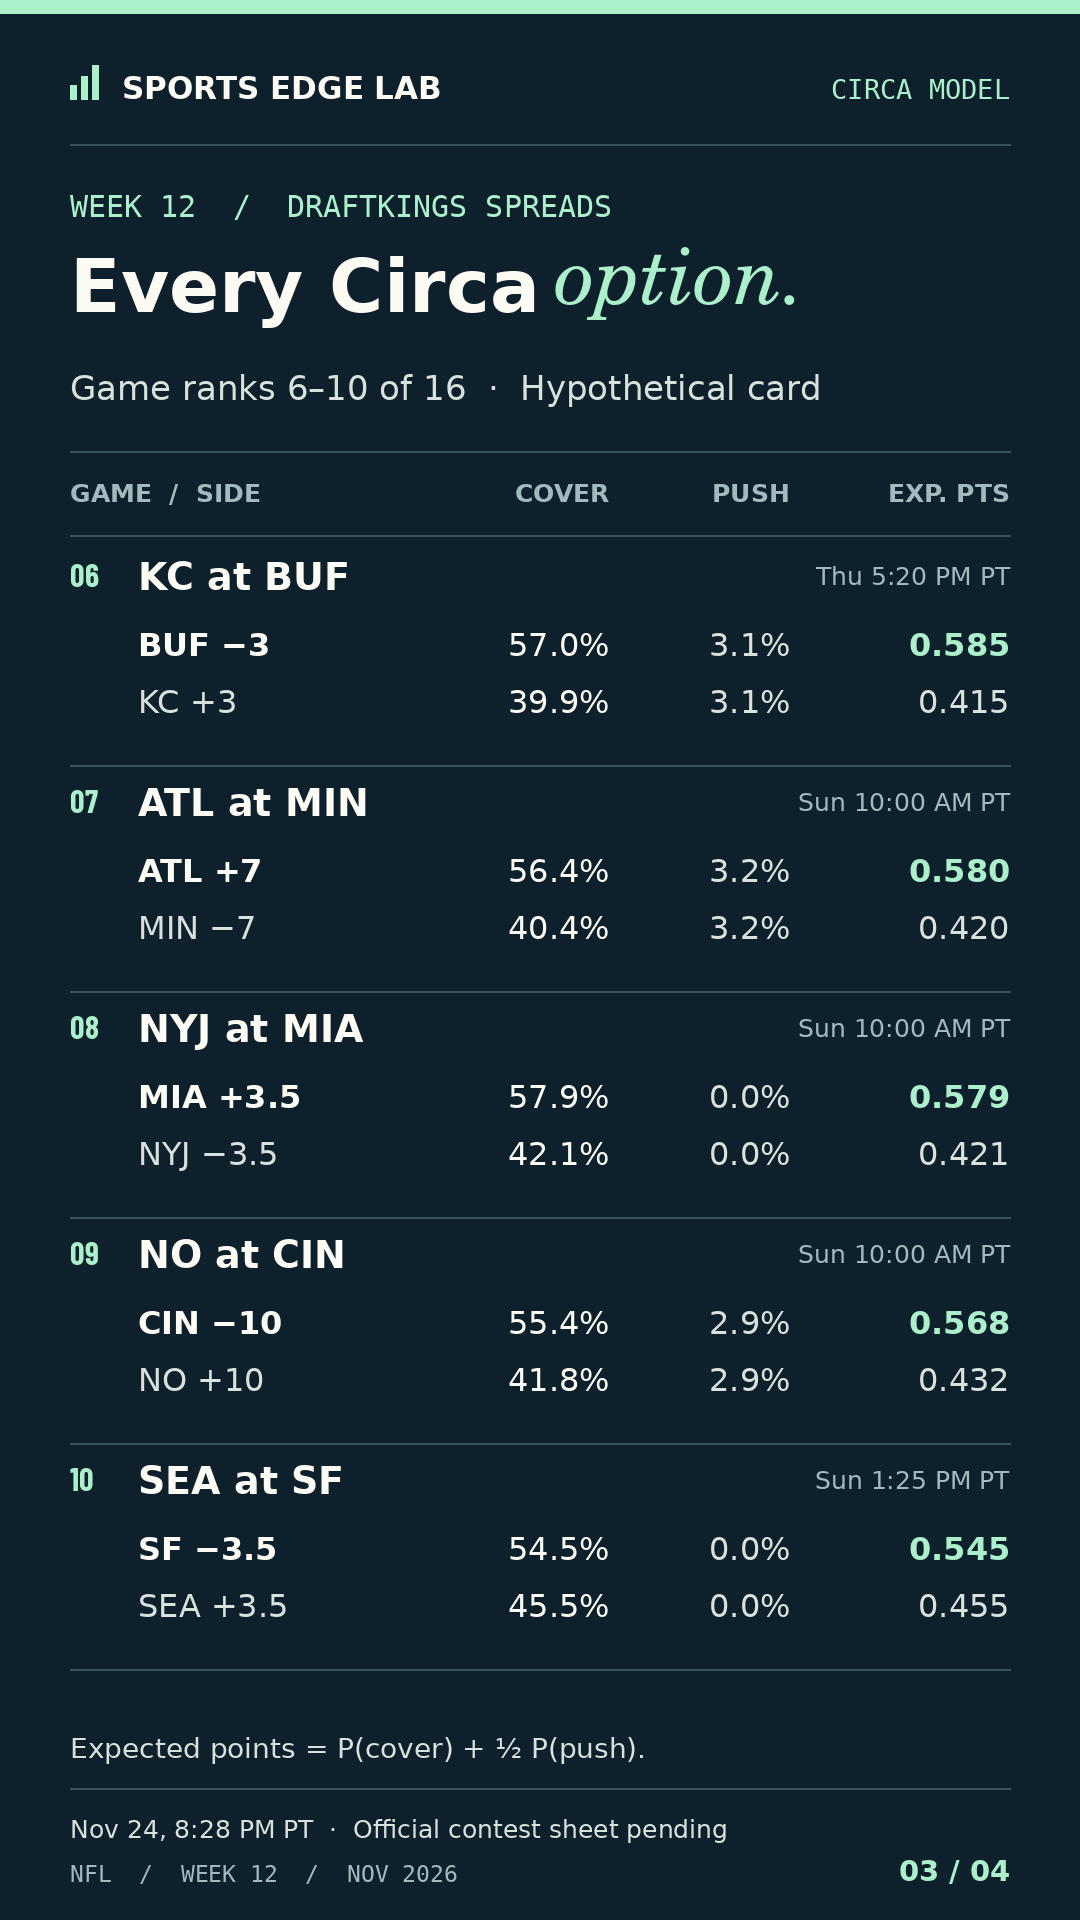 SPORTS EDGE LAB CIRCA MODEL
WEEK 12 / DRAFTKINGS SPREADS
Every Circa option.
Game ranks 6–10 of 16 · Hypothetical card
GAME / SIDE COVER PUSH EXP. PTS
06 KC at BUF Thu 5:20 PM PT
BUF −3 57.0% 3.1% 0.585
KC +3 39.9% 3.1% 0.415
07 ATL at MIN Sun 10:00 AM PT
ATL +7 56.4% 3.2% 0.580
MIN −7 40.4% 3.2% 0.420
08 NYJ at MIA Sun 10:00 AM PT
MIA +3.5 57.9% 0.0% 0.579
NYJ −3.5 42.1% 0.0% 0.421
09 NO at CIN Sun 10:00 AM PT
CIN −10 55.4% 2.9% 0.568
NO +10 41.8% 2.9% 0.432
10 SEA at SF Sun 1:25 PM PT
SF −3.5 54.5% 0.0% 0.545
SEA +3.5 45.5% 0.0% 0.455
Expected points = P(cover) + ½ P(push).
Nov 24, 8:28 PM PT · Official contest sheet pending
NFL / WEEK 12 / NOV 2026 03 / 04